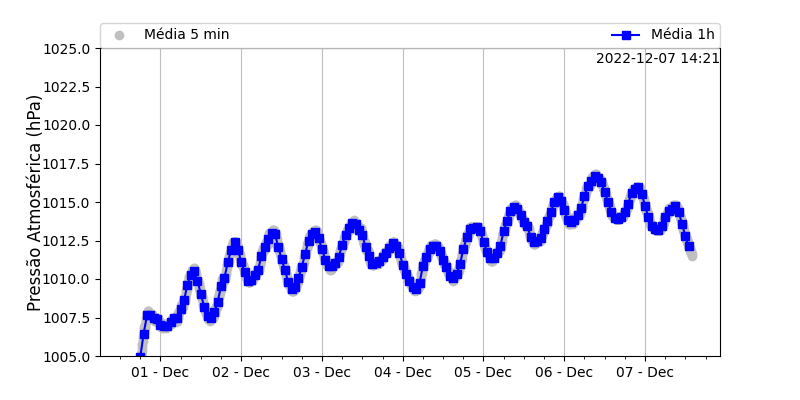 Média 5 min
Média 1h
2022-12-07 14:21
Pressão Atmosférica (hPa)
1025.0
1022.5
1020.0
1017.5
1015.0
1012.5
1010.0
1007.5
1005.0
01 - Dec
02 - Dec
03 - Dec
04 - Dec
05 - Dec
06 - Dec
07 - Dec